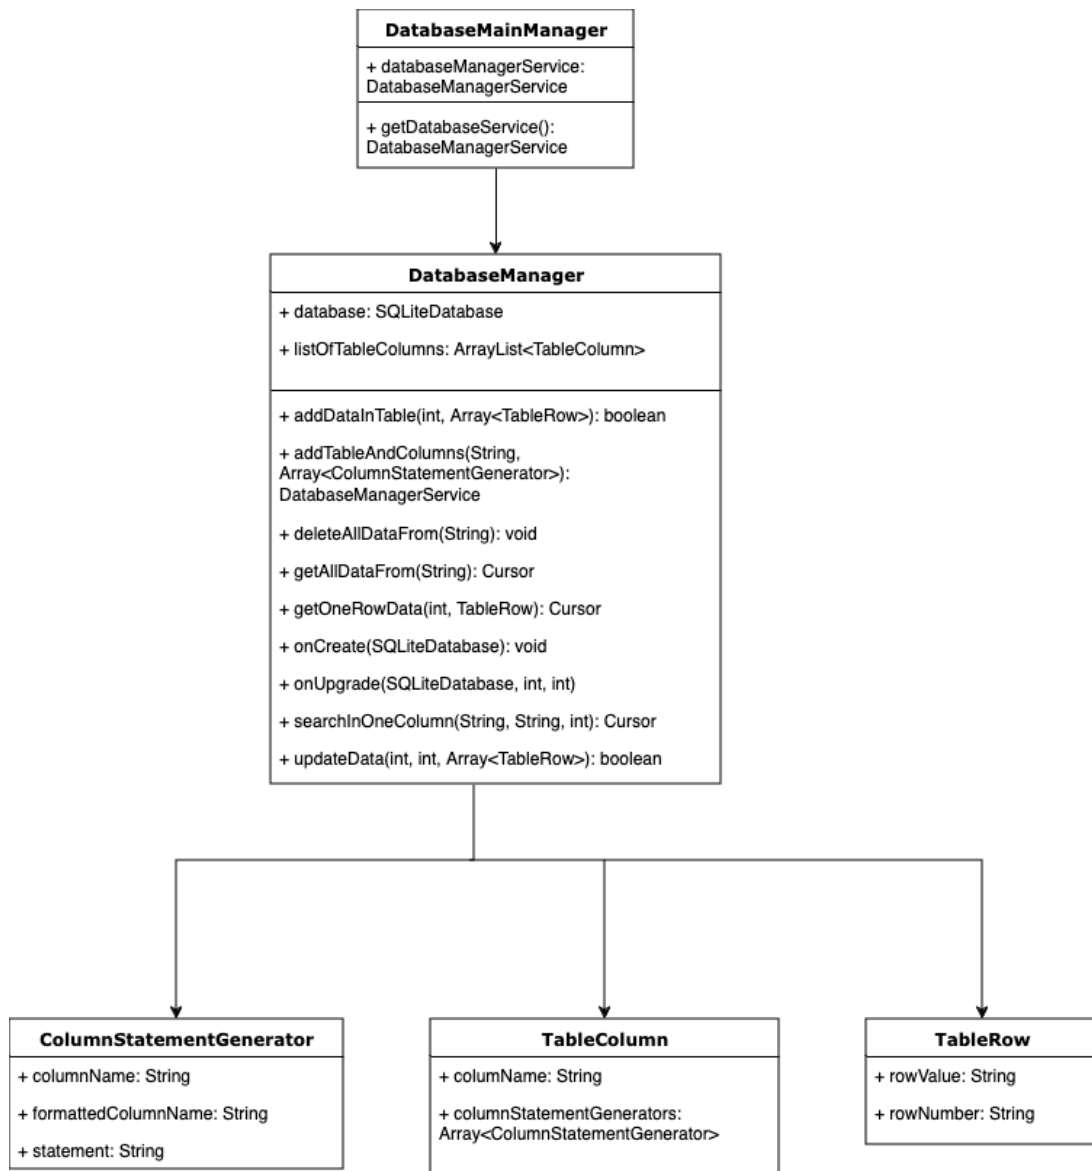 DatabaseMainManager
+ databaseManagerService:
DatabaseManagerService
+ getDatabaseService():
DatabaseManagerService
DatabaseManager
+ database: SQLiteDatabase
+ listOfTableColumns: ArrayList<TableColumn>
+ addDataInTable(int, Array<TableRow>): boolean
+ addTableAndColumns(String,
Array<ColumnStatementGenerator>):
DatabaseManagerService
+ deleteAllDataFrom(String): void
+ getAllDataFrom(String): Cursor
+ getOneRowData(int, TableRow): Cursor
+ onCreate(SQLiteDatabase): void
+ onUpgrade(SQLiteDatabase, int, int)
+ searchInOneColumn(String, String, int): Cursor
+ updateData(int, int, Array<TableRow>): boolean
ColumnStatementGenerator
+ columnName: String
+ formattedColumnName: String
+ statement: String
TableColumn
+ columName: String
+ columnStatementGenerators:
Array<ColumnStatementGenerator>
TableRow
+ rowValue: String
+ rowNumber: String